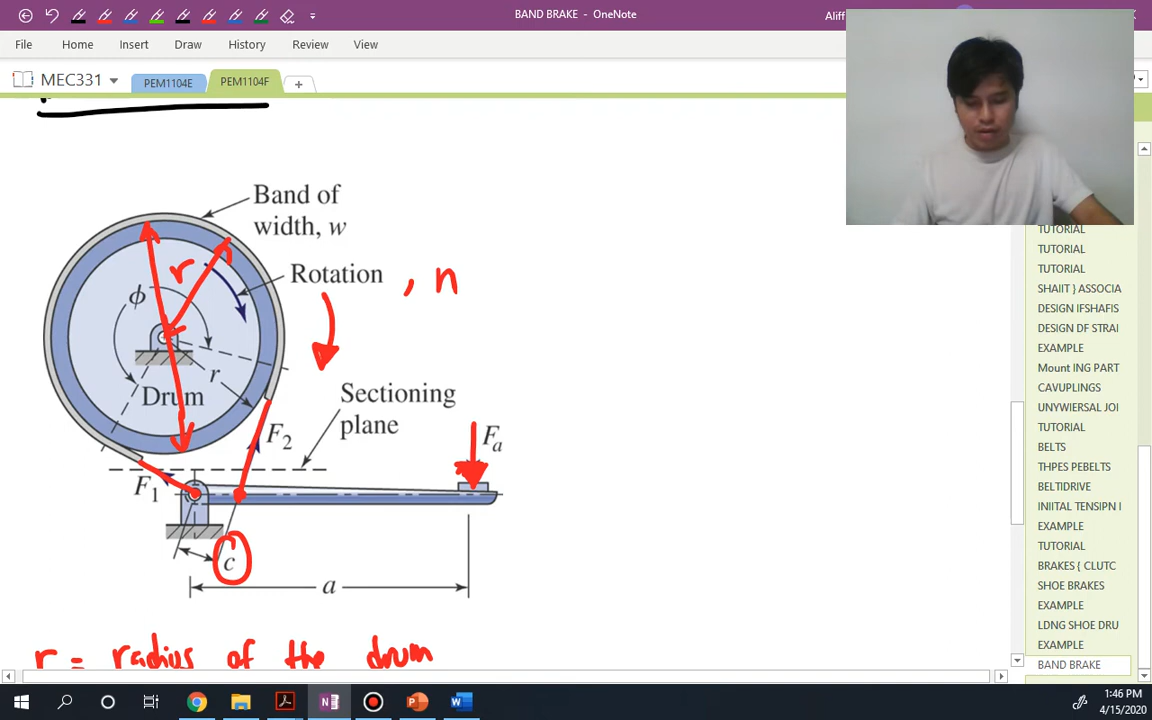 BAND BRAKE - OneNote
Aliff
File Home Insert Draw History Review View
MEC331
PEM1104E
PEM1104F
Band of
width, w
Rotation
, n
r
ϕ
r
Drum
Sectioning
plane
F2
Fa
F1
c
a
r = radius of the drum
TUTORIAL
TUTORIAL
TUTORIAL
SHAIIT } ASSOCIA
DESIGN IFSHAFIS
DESIGN DF STRAI
EXAMPLE
Mount ING PART
CAVUPLINGS
UNYWIERSAL JOI
TUTORIAL
BELTS
THPES PEBELTS
BELTIDRIVE
INIITAL TENSIPN I
EXAMPLE
TUTORIAL
BRAKES { CLUTC
SHOE BRAKES
EXAMPLE
LDNG SHOE DRU
EXAMPLE
BAND BRAKE
1:46 PM
4/15/2020